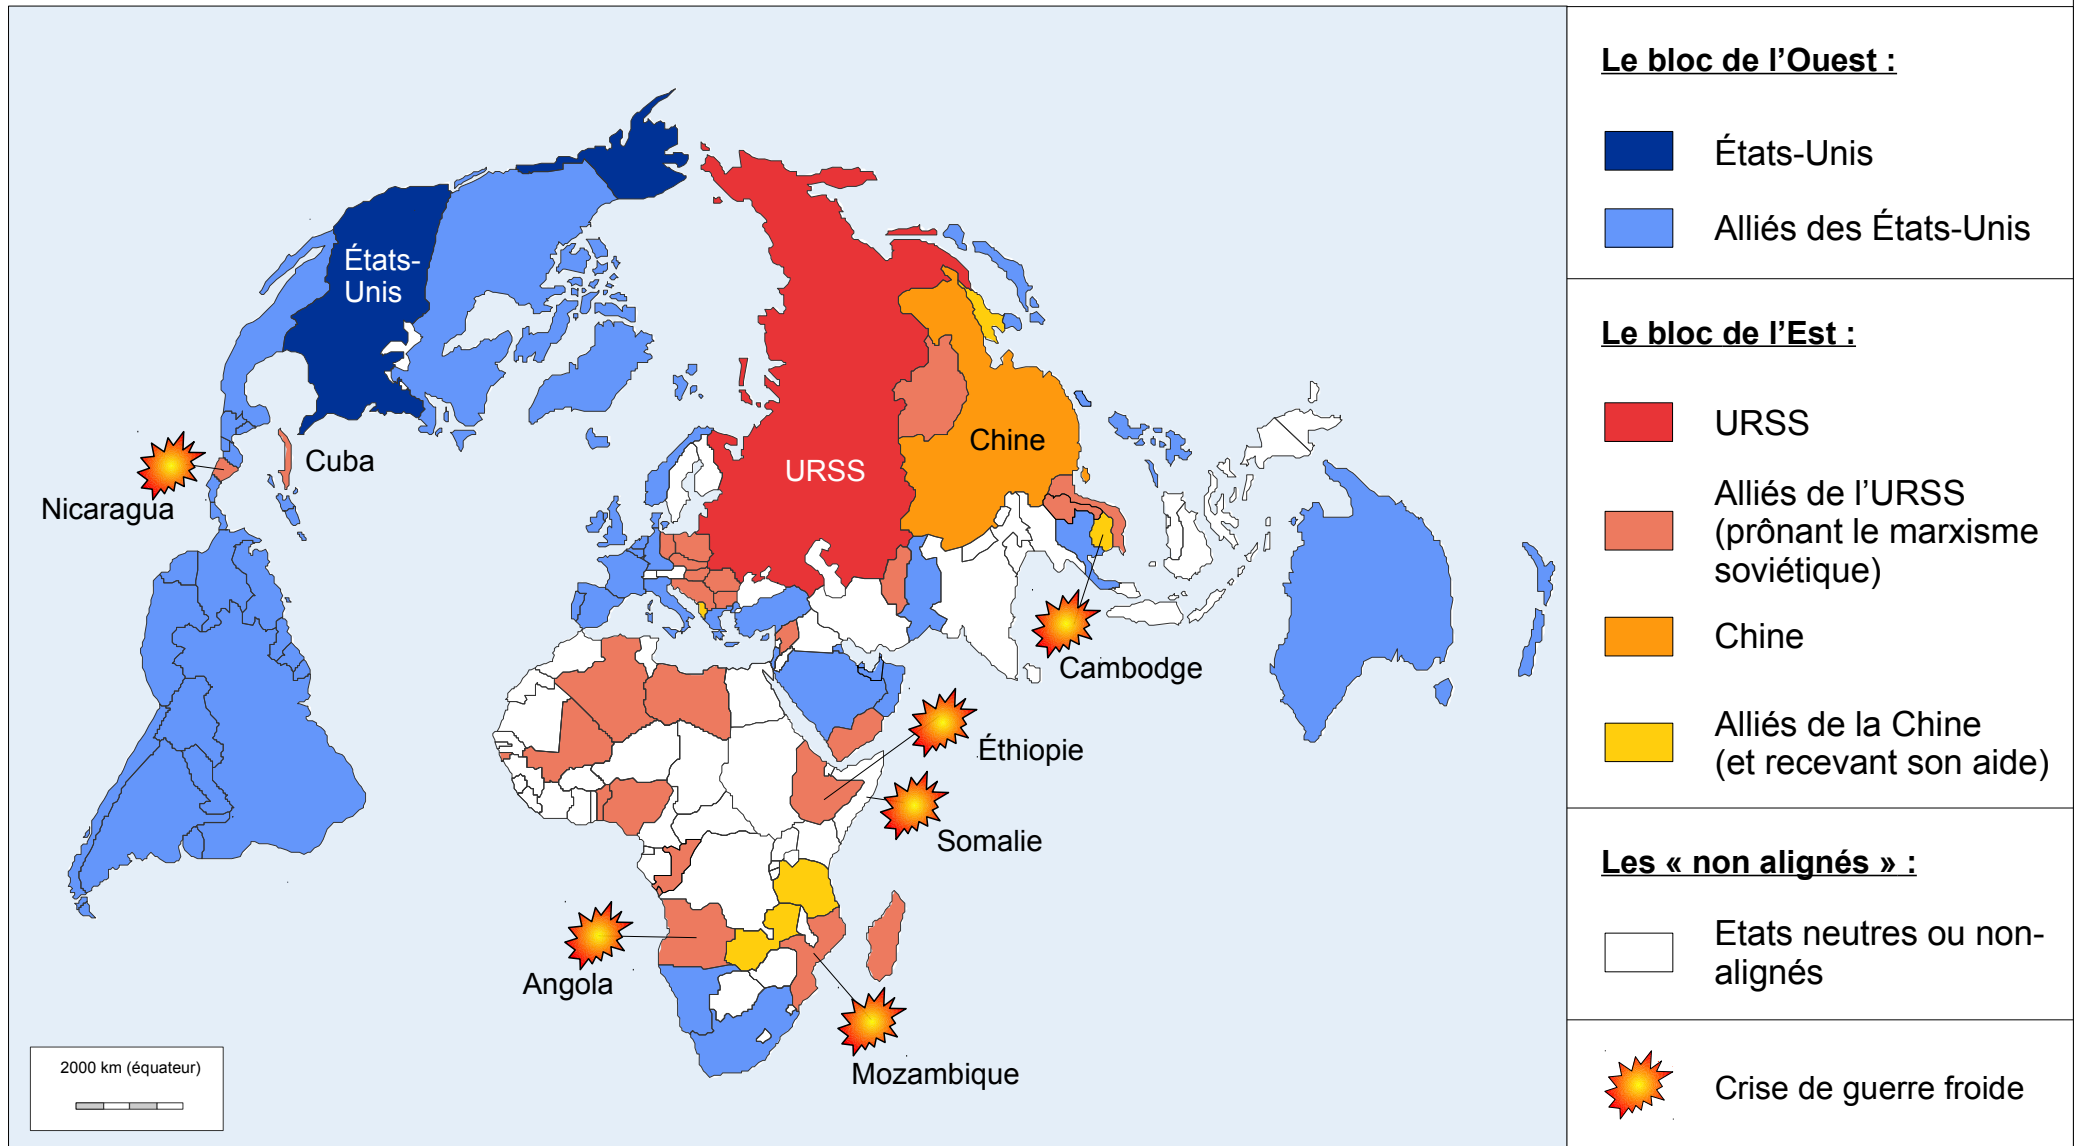 États-
Unis
URSS
Chine
Cuba
Nicaragua
Cambodge
Éthiopie
Somalie
Angola
Mozambique
2000 km (équateur)
Le bloc de l’Ouest :
États-Unis
Alliés des États-Unis
Le bloc de l’Est :
URSS
Alliés de l’URSS
(prônant le marxisme
soviétique)
Chine
Alliés de la Chine
(et recevant son aide)
Les « non alignés » :
Etats neutres ou non-
alignés
Crise de guerre froide